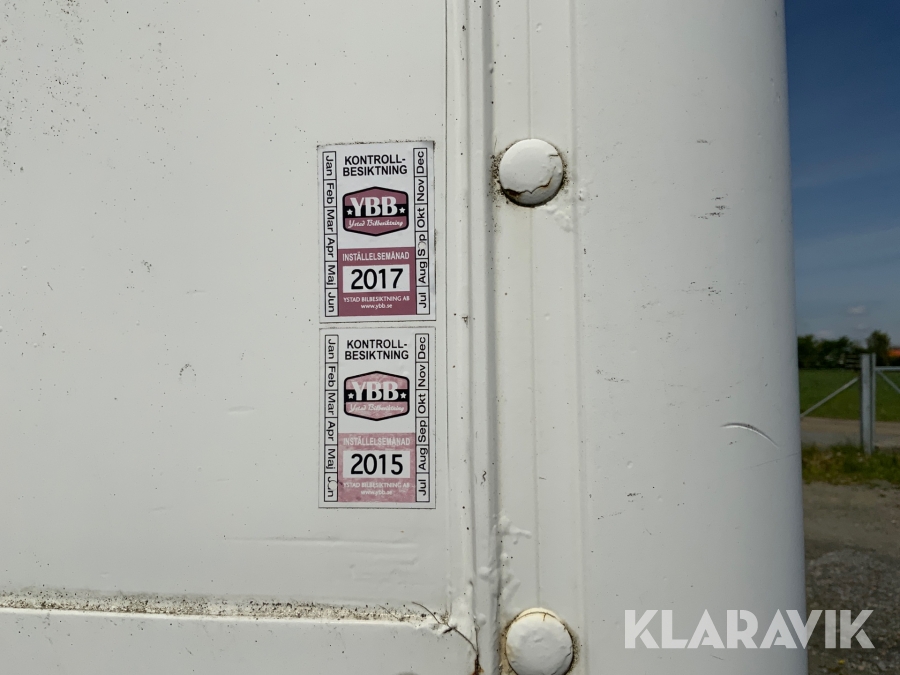 Jan Feb Mar Apr Maj Jun
KONTROLL-
BESIKTNING
YBB
Ystad Bilbesiktning
INSTÄLLELSEMÅNAD
2017
YSTAD BILBESIKTNING AB
www.ybb.se
Jul Aug Sep Okt Nov Dec
Jan Feb Mar Apr Maj Jun
KONTROLL-
BESIKTNING
YBB
Ystad Bilbesiktning
INSTÄLLELSEMÅNAD
2015
YSTAD BILBESIKTNING AB
www.ybb.se
Jul Aug Sep Okt Nov Dec
KLARAVIK